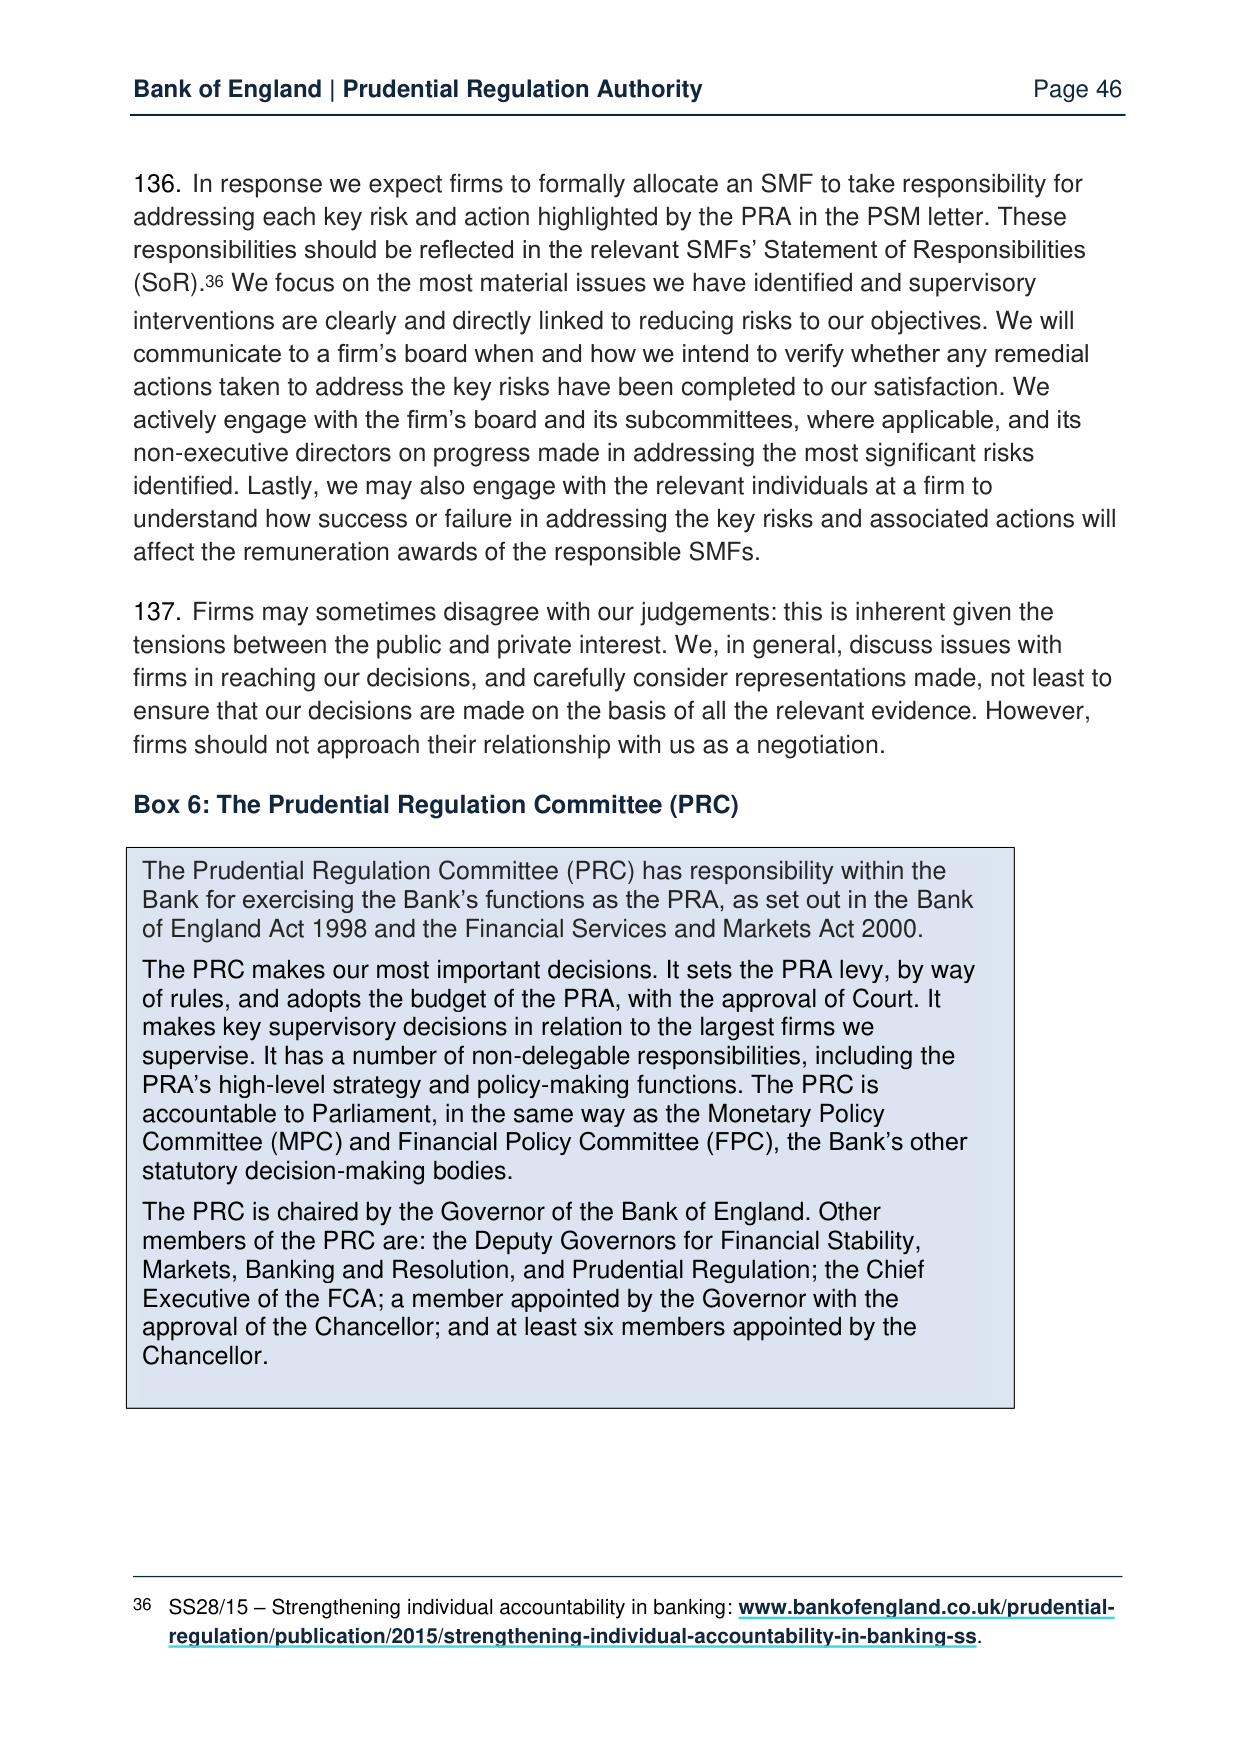 Bank of England | Prudential Regulation Authority Page 46
136. In response we expect firms to formally allocate an SMF to take responsibility for
addressing each key risk and action highlighted by the PRA in the PSM letter. These
responsibilities should be reflected in the relevant SMFs’ Statement of Responsibilities
(SoR).36 We focus on the most material issues we have identified and supervisory
interventions are clearly and directly linked to reducing risks to our objectives. We will
communicate to a firm’s board when and how we intend to verify whether any remedial
actions taken to address the key risks have been completed to our satisfaction. We
actively engage with the firm’s board and its subcommittees, where applicable, and its
non-executive directors on progress made in addressing the most significant risks
identified. Lastly, we may also engage with the relevant individuals at a firm to
understand how success or failure in addressing the key risks and associated actions will
affect the remuneration awards of the responsible SMFs.
137. Firms may sometimes disagree with our judgements: this is inherent given the
tensions between the public and private interest. We, in general, discuss issues with
firms in reaching our decisions, and carefully consider representations made, not least to
ensure that our decisions are made on the basis of all the relevant evidence. However,
firms should not approach their relationship with us as a negotiation.
Box 6: The Prudential Regulation Committee (PRC)
The Prudential Regulation Committee (PRC) has responsibility within the
Bank for exercising the Bank’s functions as the PRA, as set out in the Bank
of England Act 1998 and the Financial Services and Markets Act 2000.
The PRC makes our most important decisions. It sets the PRA levy, by way
of rules, and adopts the budget of the PRA, with the approval of Court. It
makes key supervisory decisions in relation to the largest firms we
supervise. It has a number of non-delegable responsibilities, including the
PRA’s high-level strategy and policy-making functions. The PRC is
accountable to Parliament, in the same way as the Monetary Policy
Committee (MPC) and Financial Policy Committee (FPC), the Bank’s other
statutory decision-making bodies.
The PRC is chaired by the Governor of the Bank of England. Other
members of the PRC are: the Deputy Governors for Financial Stability,
Markets, Banking and Resolution, and Prudential Regulation; the Chief
Executive of the FCA; a member appointed by the Governor with the
approval of the Chancellor; and at least six members appointed by the
Chancellor.
36 SS28/15 – Strengthening individual accountability in banking: www.bankofengland.co.uk/prudential-
regulation/publication/2015/strengthening-individual-accountability-in-banking-ss.